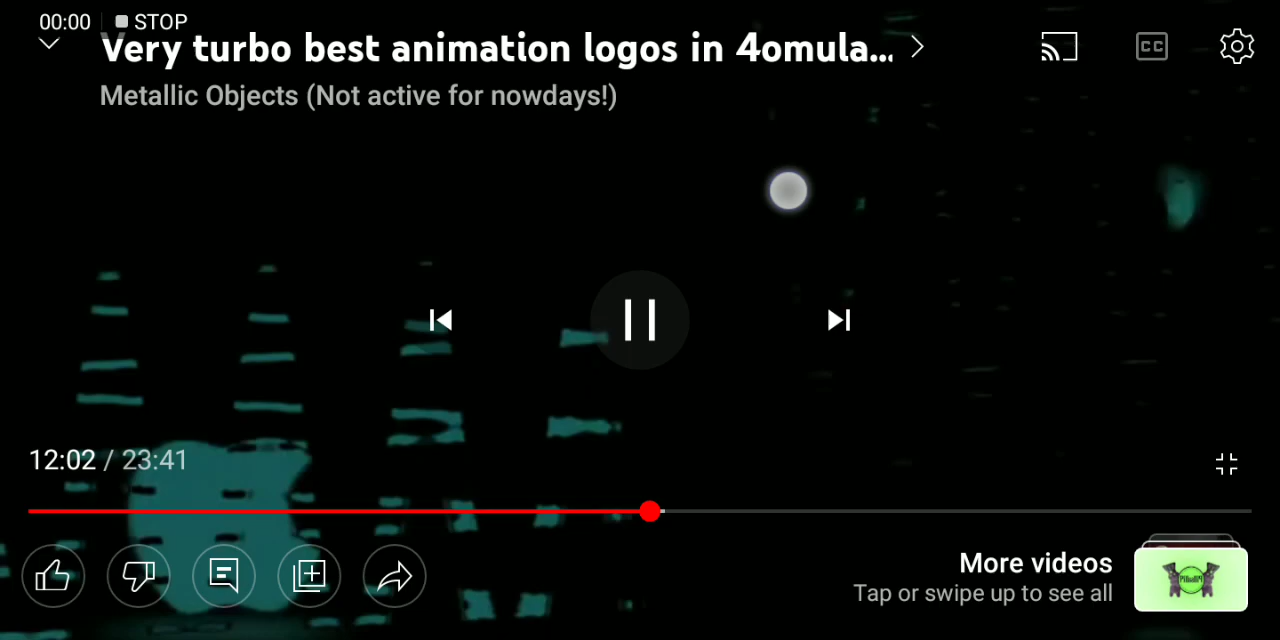 00:00 STOP
Very turbo best animation logos in 4omula...
Metallic Objects (Not active for nowdays!)
CC
12:02 / 23:41
More videos
Tap or swipe up to see all